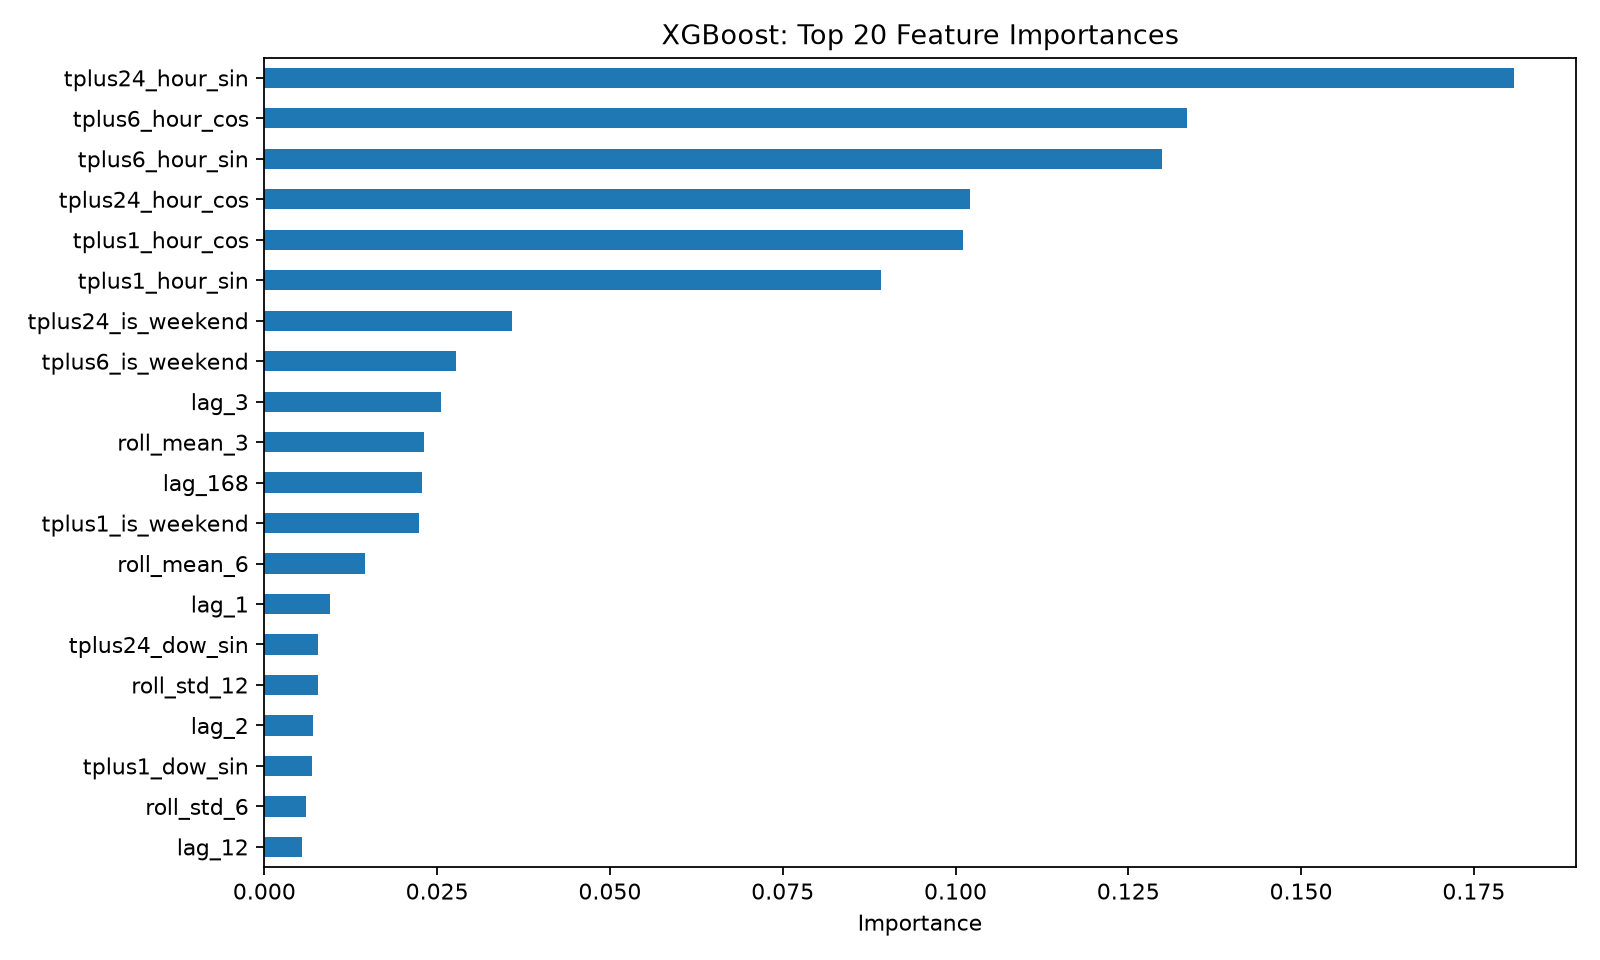 XGBoost: Top 20 Feature Importances
tplus24_hour_sin
tplus6_hour_cos
tplus6_hour_sin
tplus24_hour_cos
tplus1_hour_cos
tplus1_hour_sin
tplus24_is_weekend
tplus6_is_weekend
lag_3
roll_mean_3
lag_168
tplus1_is_weekend
roll_mean_6
lag_1
tplus24_dow_sin
roll_std_12
lag_2
tplus1_dow_sin
roll_std_6
lag_12
0.000 0.025 0.050 0.075 0.100 0.125 0.150 0.175
Importance